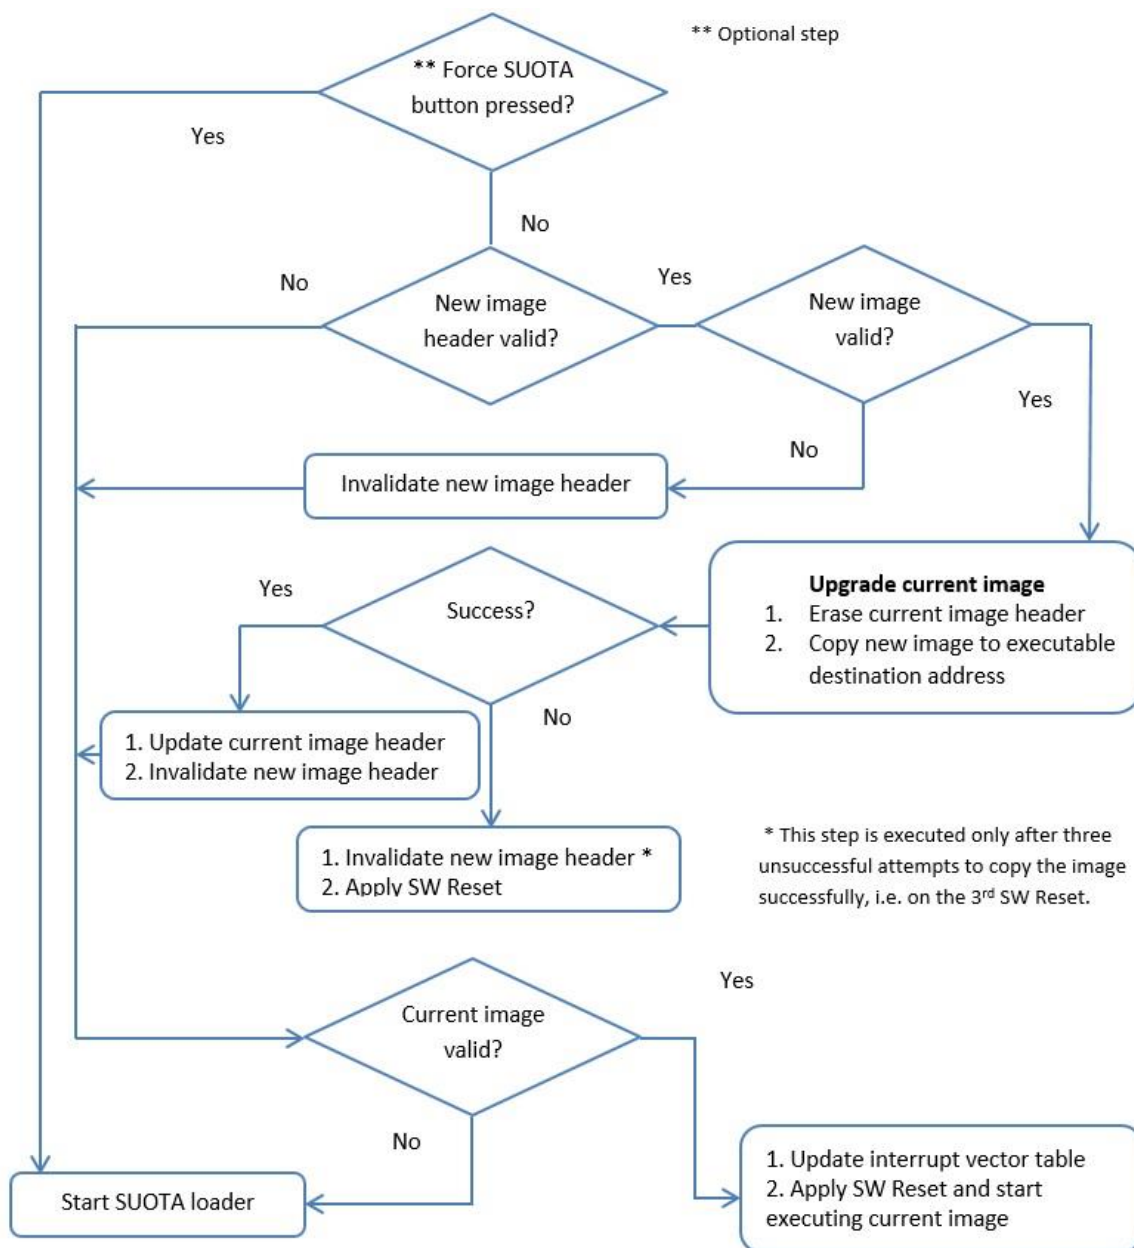 ** Optional step
** Force SUOTA
button pressed?
Yes
No
No
Yes
New image
header valid?
New image
valid?
Yes
No
Invalidate new image header
Upgrade current image
1. Erase current image header
2. Copy new image to executable
destination address
Yes
Success?
No
1. Update current image header
2. Invalidate new image header
1. Invalidate new image header *
2. Apply SW Reset
* This step is executed only after three
unsuccessful attempts to copy the image
successfully, i.e. on the 3rd SW Reset.
Yes
Current image
valid?
No
Start SUOTA loader
1. Update interrupt vector table
2. Apply SW Reset and start
executing current image